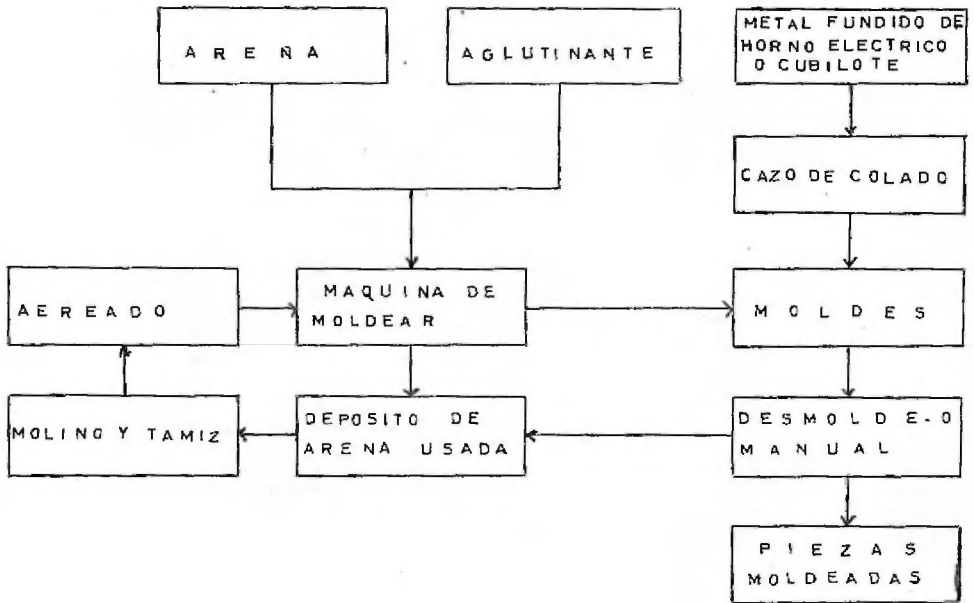 AREÑA
AGLUTINANTE
METAL FUNDIDO DE
HORNO ELECTRICO
O CUBILOTE
CAZO DE COLADO
AEREADO
MAQUINA DE
MOLDEAR
MOLDES
MOLINO Y TAMIZ
DEPOSITO DE
ARENA USADA
DESMOLDE-O
MANUAL
PIEZAS
MOLDEADAS